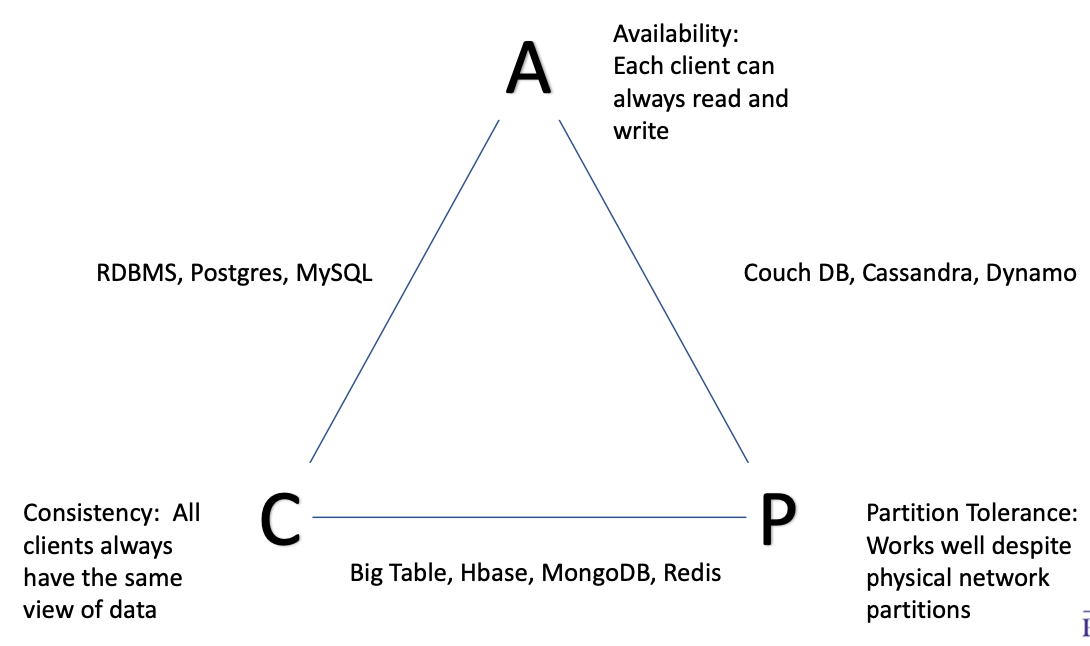 A
Availability:
Each client can
always read and
write
RDBMS, Postgres, MySQL
Couch DB, Cassandra, Dynamo
C
P
Consistency:  All
clients always
have the same
view of data
Partition Tolerance:
Works well despite
physical network
partitions
Big Table, Hbase, MongoDB, Redis